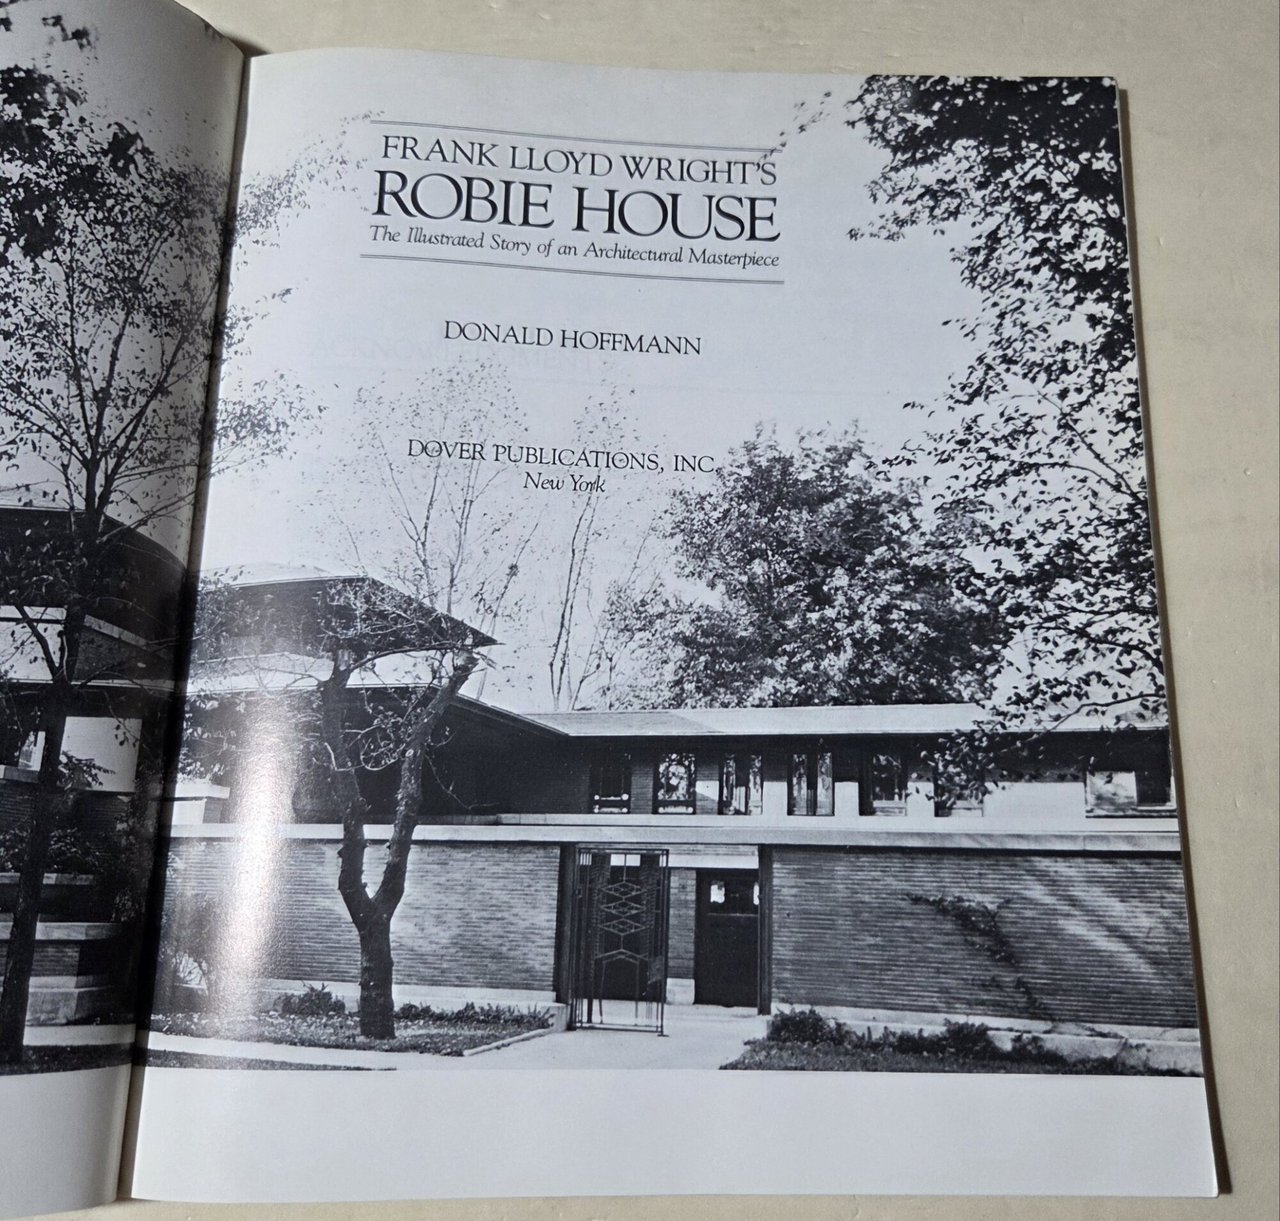 FRANK LLOYD WRIGHT'S
ROBIE HOUSE
The Illustrated Story of an Architectural Masterpiece
DONALD HOFFMANN
DOVER PUBLICATIONS, INC.
New York